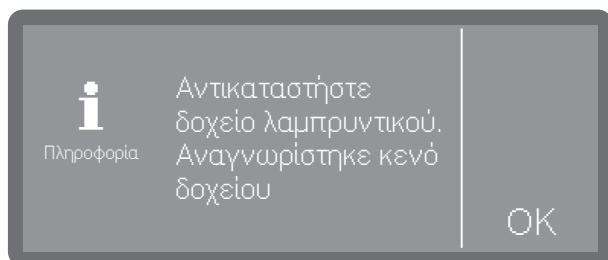 Πληροφορία
Αντικαταστήστε
δοχείο λαμπρυντικού.
Αναγνωρίστηκε κενό
δοχείου
OK